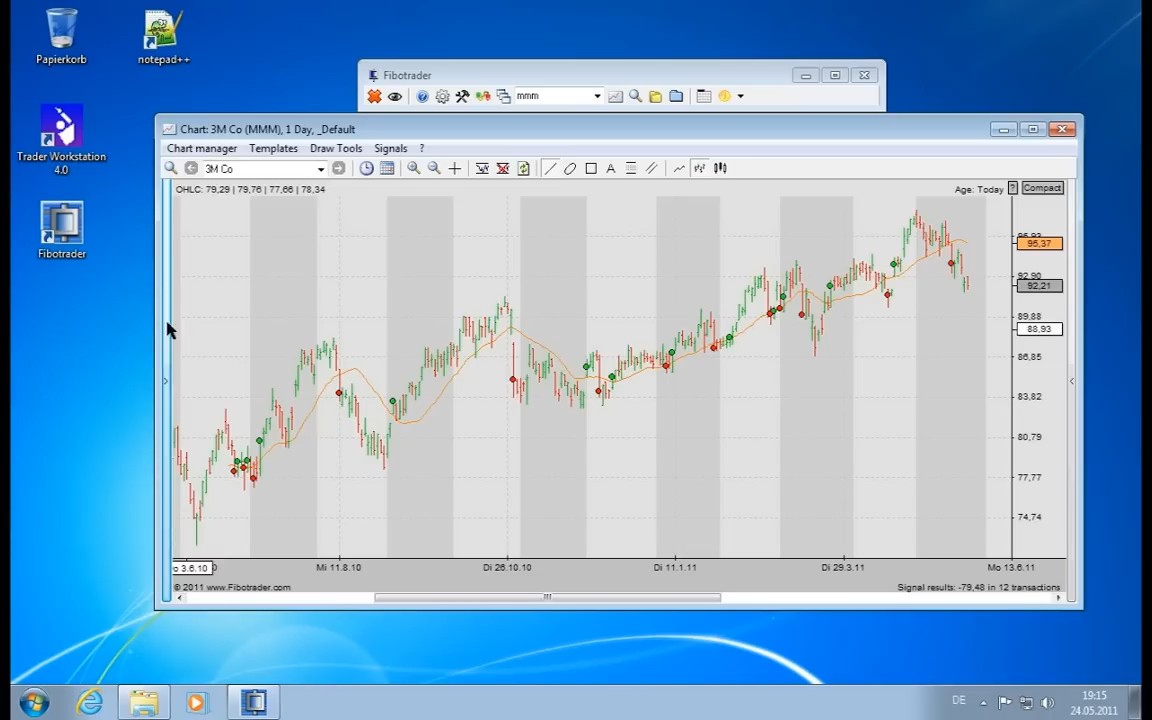 Papierkorb
notepad++
Trader Workstation
4.0
Fibotrader
Fibotrader
mmm
Chart: 3M Co (MMM), 1 Day, _Default
Chart manager Templates Draw Tools Signals ?
3M Co
A
OHLC: 79,29 | 79,76 | 77,66 | 78,34
Age: Today ? Compact
95,37
92,90
92,21
89,88
88,93
86,85
83,82
80,79
77,77
74,74
3.6.10 Mi 11.8.10 Di 26.10.10 Di 11.1.11 Di 29.3.11 Mo 13.6.11
© 2011 www.Fibotrader.com
Signal results: -79,48 in 12 transactions
DE
19:15
24.05.2011